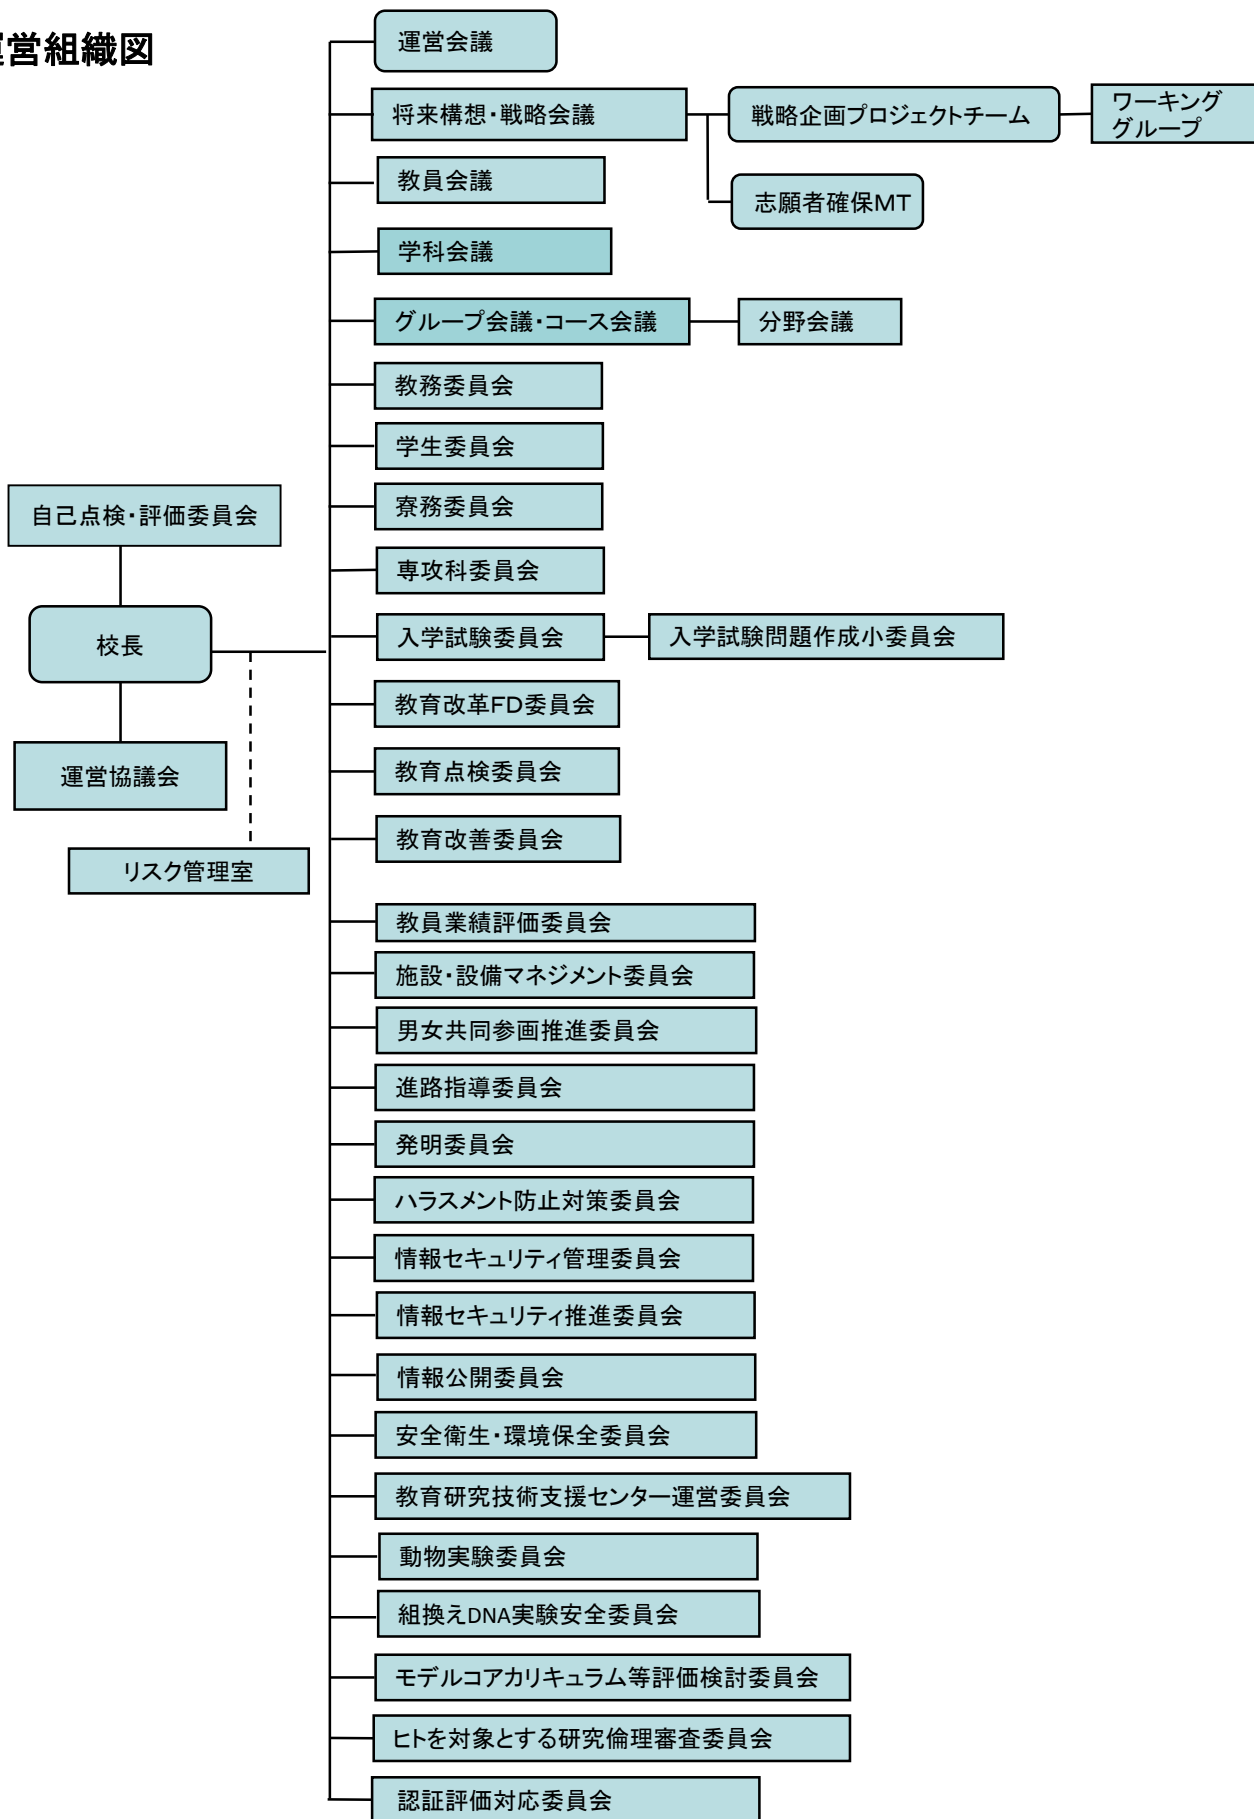 運営組織図
運営会議
将来構想・戦略会議
戦略企画プロジェクトチーム
ワーキング
グループ
志願者確保MT
教員会議
学科会議
グループ会議・コース会議
分野会議
教務委員会
学生委員会
寮務委員会
専攻科委員会
入学試験委員会
入学試験問題作成小委員会
教育改革FD委員会
教育点検委員会
教育改善委員会
自己点検・評価委員会
校長
運営協議会
リスク管理室
教員業績評価委員会
施設・設備マネジメント委員会
男女共同参画推進委員会
進路指導委員会
発明委員会
ハラスメント防止対策委員会
情報セキュリティ管理委員会
情報セキュリティ推進委員会
情報公開委員会
安全衛生・環境保全委員会
教育研究技術支援センター運営委員会
動物実験委員会
組換えDNA実験安全委員会
モデルコアカリキュラム等評価検討委員会
ヒトを対象とする研究倫理審査委員会
認証評価対応委員会